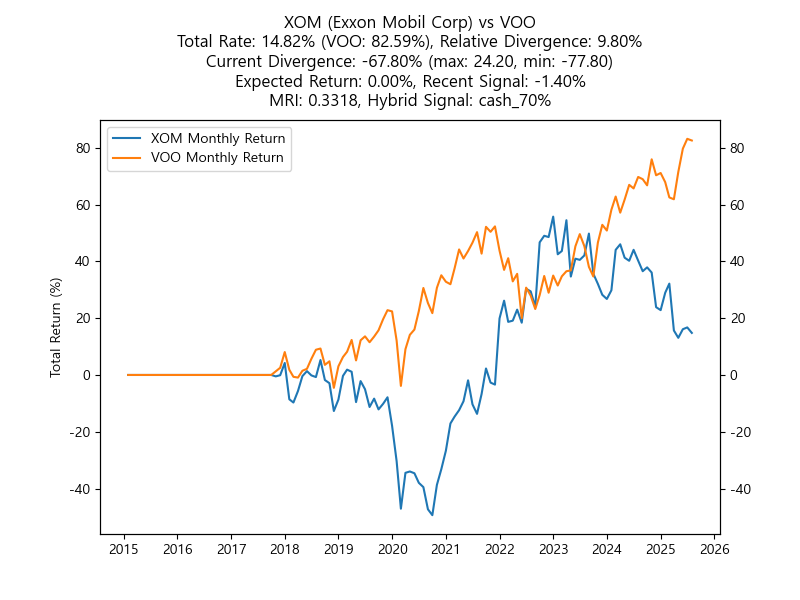 XOM (Exxon Mobil Corp) vs VOO
Total Rate: 14.82% (VOO: 82.59%), Relative Divergence: 9.80%
Current Divergence: -67.80% (max: 24.20, min: -77.80)
Expected Return: 0.00%, Recent Signal: -1.40%
MRI: 0.3318, Hybrid Signal: cash_70%
XOM Monthly Return
VOO Monthly Return
Total Return (%)
80
60
40
20
0
-20
-40
80
60
40
20
0
-20
-40
2015 2016 2017 2018 2019 2020 2021 2022 2023 2024 2025 2026